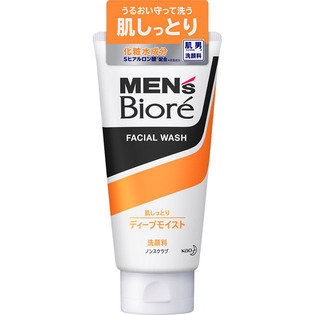 うるおい守って洗う
肌しっとり
化粧水成分
Sヒアルロン酸*配合
肌男
洗顔料
MEN's
Bioré
FACIAL WASH
肌しっとり
ディープモイスト
洗顔料
ノンスクラブ
Kao